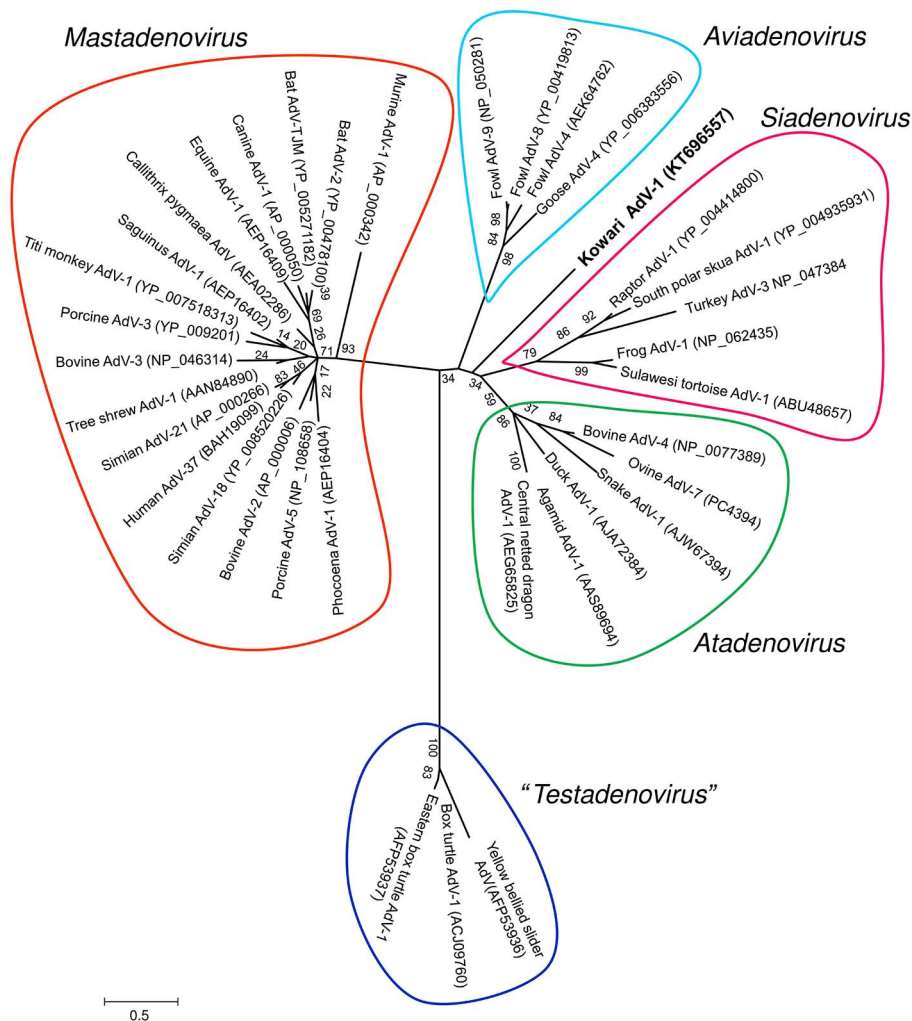 Mastadenovirus
Murine AdV-1 (AP_000342)
Bat AdV-2 (YP_004478100)
Bat AdV-TJM (YP_005271182)
Canine AdV-1 (AP_000050)
Equine AdV-1 (AEP16409)
Callithrix pygmaea AdV (AEA02286)
Saguinus AdV-1 (AEP16402)
Titi monkey AdV-1 (YP_007518313)
Porcine AdV-3 (YP_009201)
Bovine AdV-3 (NP_046314)
Tree shrew AdV-1 (AAN84890)
Simian AdV-21 (AP_000266)
Human AdV-37 (BAH19099)
Simian AdV-18 (YP_008520226)
Bovine AdV-2 (AP_000006)
Porcine AdV-5 (NP_108658)
Phocoena AdV-1 (AEP16404)
39
69
26
14
20
71
93
24
46
83
17
22
Aviadenovirus
Fowl AdV-9 (NP_050281)
Fowl AdV-8 (YP_00419813)
Fowl AdV-4 (AEK64762)
Goose AdV-4 (YP_006383556)
98
84
98
Kowari AdV-1 (KT696557)
Siadenovirus
Raptor AdV-1 (YP_004414800)
South polar skua AdV-1 (YP_004935931)
Turkey AdV-3 NP_047384
Frog AdV-1 (NP_062435)
Sulawesi tortoise AdV-1 (ABU48657)
92
86
79
99
34
34
59
86
37
84
100
Bovine AdV-4 (NP_0077389)
Ovine AdV-7 (PC4394)
Snake AdV-1 (AJW67394)
Duck AdV-1 (AJA72384)
Agamid AdV-1 (AAS89694)
Central netted dragon
AdV-1 (AEG65825)
Atadenovirus
100
83
“Testadenovirus”
Eastern box turtle AdV-1
(AFP53937)
Box turtle AdV-1 (ACJ09760)
Yellow bellied slider
AdV(AFP53936)
0.5